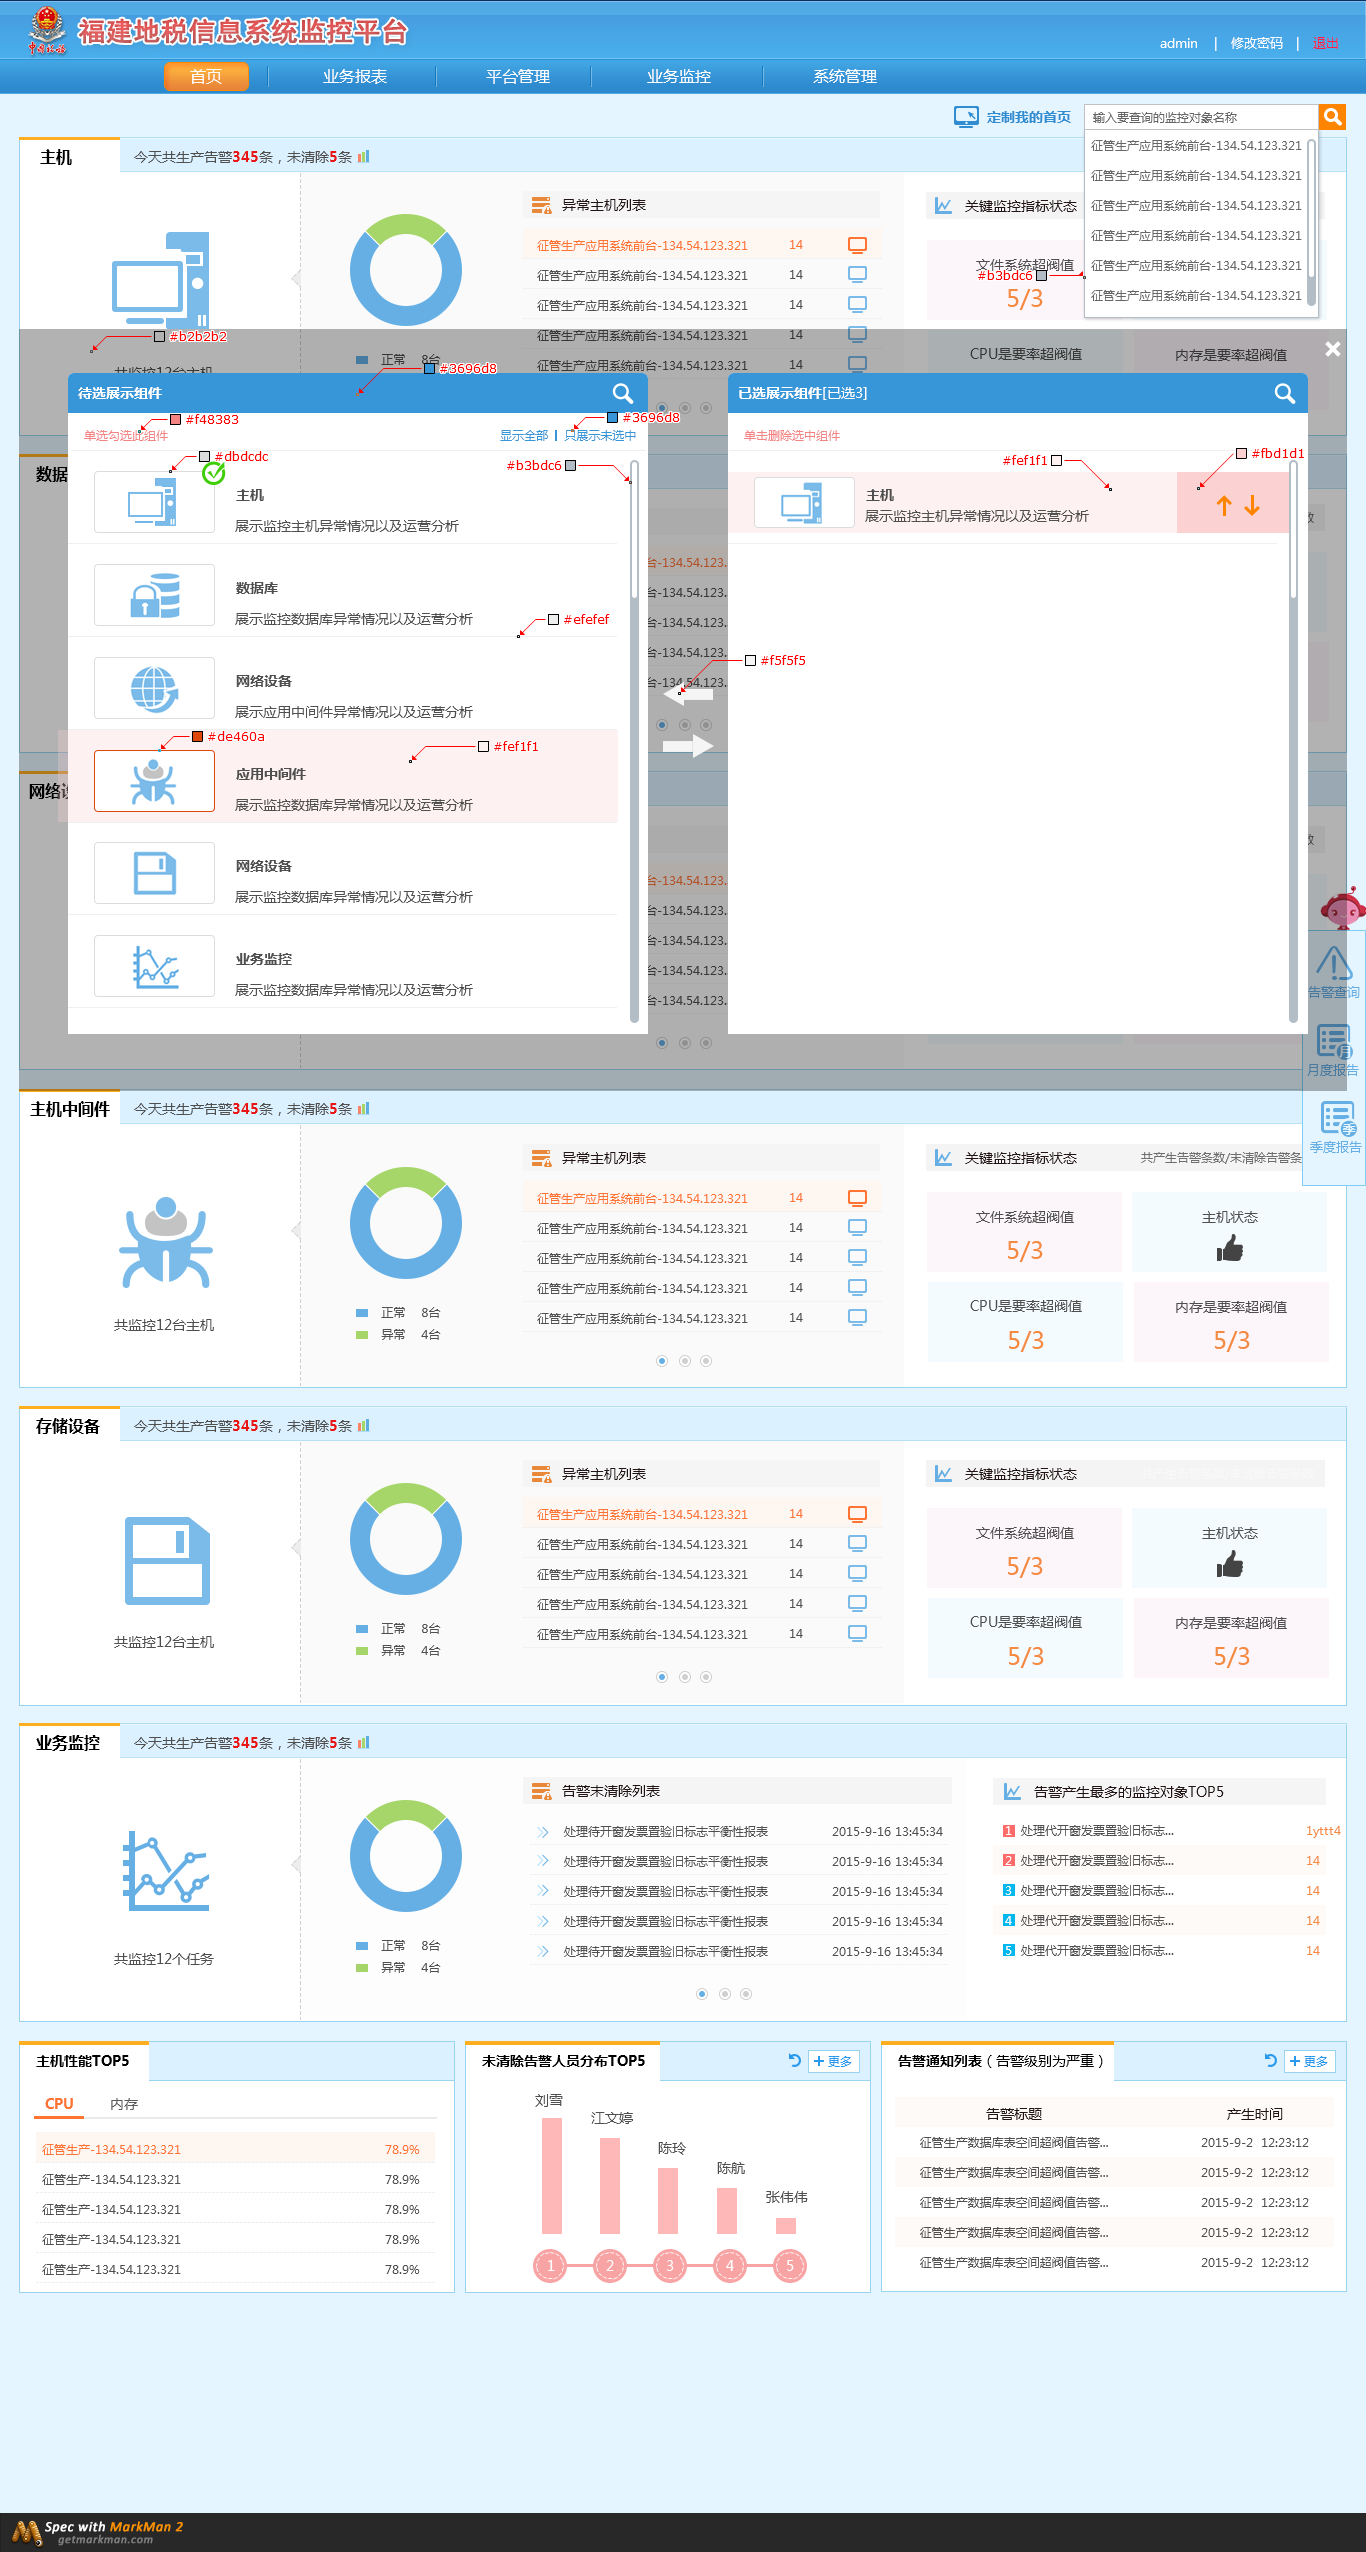 福建地税信息系统监控平台
中国税务
admin | 修改密码 | 退出
首页 业务报表 平台管理 业务监控 系统管理
定制我的首页 输入要查询的监控对象名称
征管生产应用系统前台-134.54.123.321
征管生产应用系统前台-134.54.123.321
征管生产应用系统前台-134.54.123.321
征管生产应用系统前台-134.54.123.321
征管生产应用系统前台-134.54.123.321
征管生产应用系统前台-134.54.123.321
主机 今天共生产告警345条，未清除5条
异常主机列表 关键监控指标状态
征管生产应用系统前台-134.54.123.321 14
征管生产应用系统前台-134.54.123.321 14
征管生产应用系统前台-134.54.123.321 14
征管生产应用系统前台-134.54.123.321 14
征管生产应用系统前台-134.54.123.321 14
文件系统超阀值
5/3
#b3bdc6
CPU是要率超阀值 内存是要率超阀值
共监控12台主机
正常 8台
#b2b2b2
#3696d8
待选展示组件
#f48383
#3696d8
单选勾选此组件 显示全部 | 只展示未选中
#dbdcdc
#b3bdc6
主机
展示监控主机异常情况以及运营分析
数据库
展示监控数据库异常情况以及运营分析
#efefef
网络设备
展示应用中间件异常情况以及运营分析
#de460a
#fef1f1
应用中间件
展示监控数据库异常情况以及运营分析
网络设备
展示监控数据库异常情况以及运营分析
业务监控
展示监控数据库异常情况以及运营分析
已选展示组件[已选3]
单击删除选中组件
#fef1f1
#fbd1d1
主机
展示监控主机异常情况以及运营分析
#f5f5f5
数据
网络设
台-134.54.123.
台-134.54.123.
台-134.54.123.
台-134.54.123.
台-134.54.123.
台-134.54.123.
台-134.54.123.
台-134.54.123.
台-134.54.123.
台-134.54.123.
告警查询
月
月度报告
季
季度报告
主机中间件 今天共生产告警345条，未清除5条
异常主机列表 关键监控指标状态 共产生告警条数/未清除告警条
征管生产应用系统前台-134.54.123.321 14
征管生产应用系统前台-134.54.123.321 14
征管生产应用系统前台-134.54.123.321 14
征管生产应用系统前台-134.54.123.321 14
征管生产应用系统前台-134.54.123.321 14
文件系统超阀值 主机状态
5/3
CPU是要率超阀值 内存是要率超阀值
5/3 5/3
共监控12台主机
正常 8台
异常 4台
存储设备 今天共生产告警345条，未清除5条
异常主机列表 关键监控指标状态
征管生产应用系统前台-134.54.123.321 14
征管生产应用系统前台-134.54.123.321 14
征管生产应用系统前台-134.54.123.321 14
征管生产应用系统前台-134.54.123.321 14
征管生产应用系统前台-134.54.123.321 14
文件系统超阀值 主机状态
5/3
CPU是要率超阀值 内存是要率超阀值
5/3 5/3
共监控12台主机
正常 8台
异常 4台
业务监控 今天共生产告警345条，未清除5条
告警末清除列表 告警产生最多的监控对象TOP5
处理待开窗发票置验旧标志平衡性报表 2015-9-16 13:45:34
处理待开窗发票置验旧标志平衡性报表 2015-9-16 13:45:34
处理待开窗发票置验旧标志平衡性报表 2015-9-16 13:45:34
处理待开窗发票置验旧标志平衡性报表 2015-9-16 13:45:34
处理待开窗发票置验旧标志平衡性报表 2015-9-16 13:45:34
1 处理代开窗发票置验旧标志... 1yttt4
2 处理代开窗发票置验旧标志... 14
3 处理代开窗发票置验旧标志... 14
4 处理代开窗发票置验旧标志... 14
5 处理代开窗发票置验旧标志... 14
共监控12个任务
正常 8台
异常 4台
主机性能TOP5
CPU 内存
征管生产-134.54.123.321 78.9%
征管生产-134.54.123.321 78.9%
征管生产-134.54.123.321 78.9%
征管生产-134.54.123.321 78.9%
征管生产-134.54.123.321 78.9%
未清除告警人员分布TOP5 +更多
刘雪
江文婷
陈玲
陈航
张伟伟
1 2 3 4 5
告警通知列表（告警级别为严重） +更多
告警标题 产生时间
征管生产数据库表空间超阀值告警... 2015-9-2 12:23:12
征管生产数据库表空间超阀值告警... 2015-9-2 12:23:12
征管生产数据库表空间超阀值告警... 2015-9-2 12:23:12
征管生产数据库表空间超阀值告警... 2015-9-2 12:23:12
征管生产数据库表空间超阀值告警... 2015-9-2 12:23:12
Spec with MarkMan 2
getmarkman.com